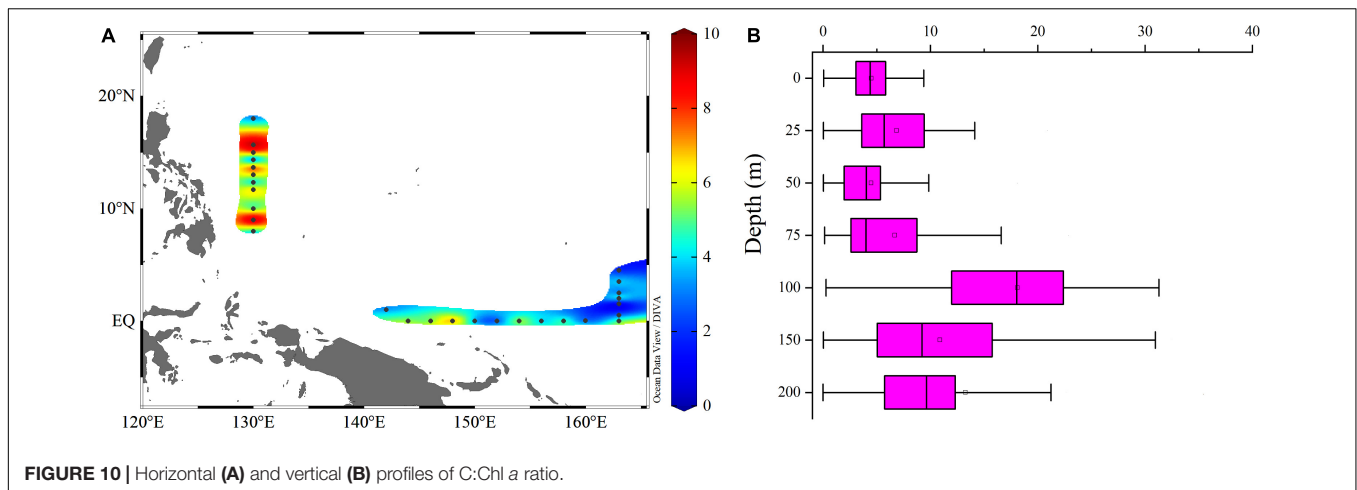 A
20°N
10°N
EQ
120°E
130°E
140°E
150°E
160°E
Ocean Data View / DIVA
10
8
6
4
2
0
B
0
10
20
30
40
Depth (m)
0
25
50
75
100
150
200
FIGURE 10 | Horizontal (A) and vertical (B) profiles of C:Chl a ratio.